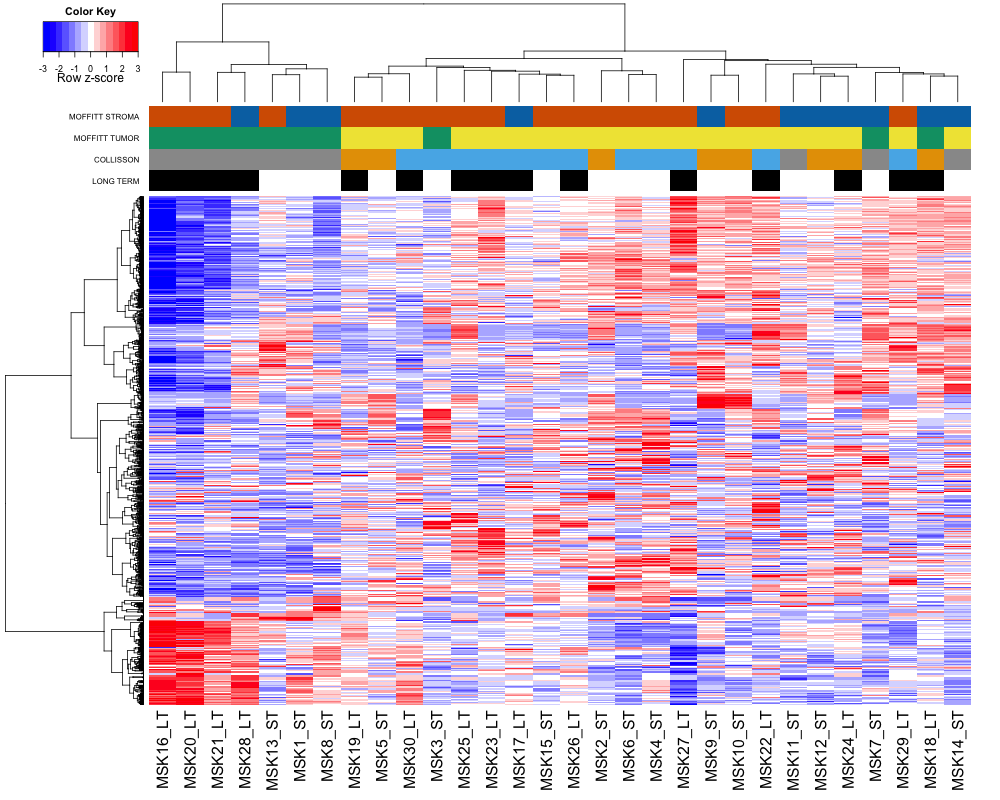 Color Key
-3 -2 -1 0 1 2 3
Row z-score
MOFFITT STROMA
MOFFITT TUMOR
COLLISSON
LONG TERM
MSK16_LT
MSK20_LT
MSK21_LT
MSK28_LT
MSK13_ST
MSK1_ST
MSK8_ST
MSK19_LT
MSK5_ST
MSK30_LT
MSK3_ST
MSK25_LT
MSK23_LT
MSK17_LT
MSK15_ST
MSK26_LT
MSK2_ST
MSK6_ST
MSK4_ST
MSK27_LT
MSK9_ST
MSK10_ST
MSK22_LT
MSK11_ST
MSK12_ST
MSK24_LT
MSK7_ST
MSK29_LT
MSK18_LT
MSK14_ST